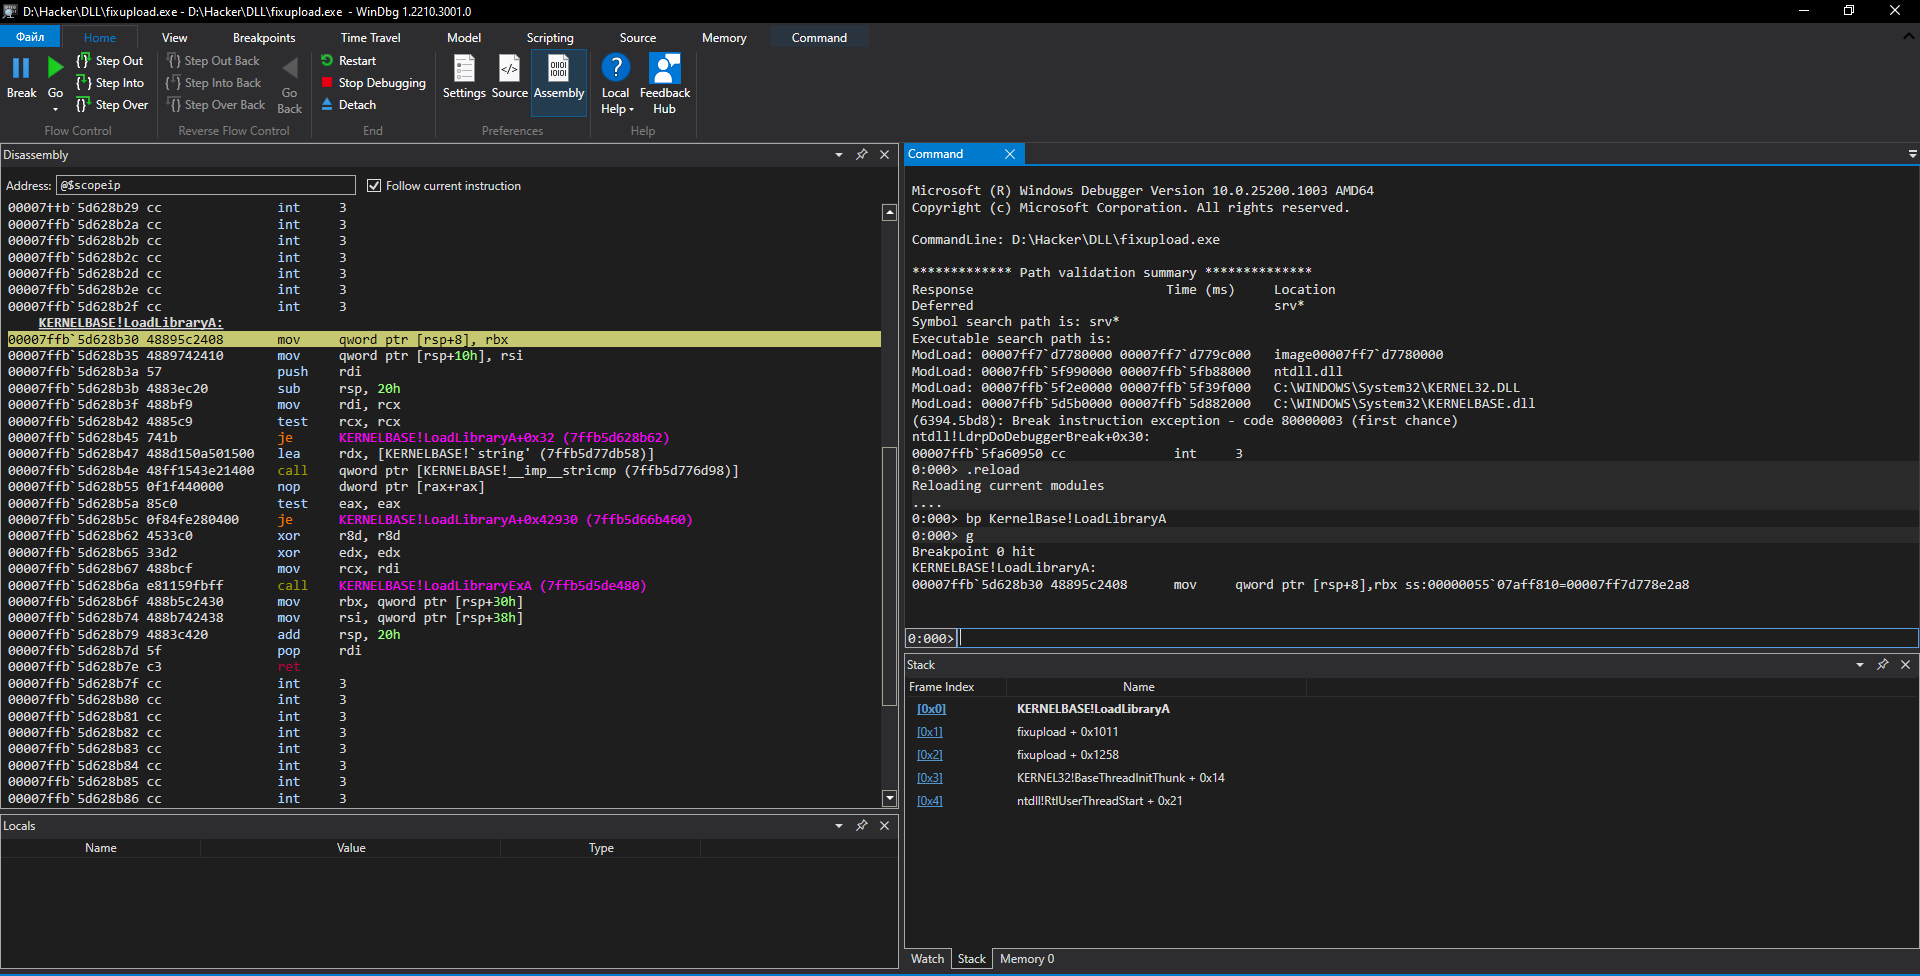 D:\Hacker\DLL\fixupload.exe - D:\Hacker\DLL\fixupload.exe - WinDbg 1.2210.3001.0
Файл Home View Breakpoints Time Travel Model Scripting Source Memory Command
Break
Go
Step Out
Step Into
Step Over
Flow Control
Step Out Back
Step Into Back
Step Over Back
Go Back
Reverse Flow Control
Restart
Stop Debugging
Detach
End
Settings
Source
Assembly
Preferences
Local Help
Feedback Hub
Help
Disassembly
Address: @$scopeip Follow current instruction
00007ffb`5d628b29 cc int 3
00007ffb`5d628b2a cc int 3
00007ffb`5d628b2b cc int 3
00007ffb`5d628b2c cc int 3
00007ffb`5d628b2d cc int 3
00007ffb`5d628b2e cc int 3
00007ffb`5d628b2f cc int 3
KERNELBASE!LoadLibraryA:
00007ffb`5d628b30 48895c2408 mov qword ptr [rsp+8], rbx
00007ffb`5d628b35 4889742410 mov qword ptr [rsp+10h], rsi
00007ffb`5d628b3a 57 push rdi
00007ffb`5d628b3b 4883ec20 sub rsp, 20h
00007ffb`5d628b3f 488bf9 mov rdi, rcx
00007ffb`5d628b42 4885c9 test rcx, rcx
00007ffb`5d628b45 741b je KERNELBASE!LoadLibraryA+0x32 (7ffb5d628b62)
00007ffb`5d628b47 488d150a501500 lea rdx, [KERNELBASE!`string' (7ffb5d77db58)]
00007ffb`5d628b4e 48ff1543e21400 call qword ptr [KERNELBASE!__imp__stricmp (7ffb5d776d98)]
00007ffb`5d628b55 0f1f440000 nop dword ptr [rax+rax]
00007ffb`5d628b5a 85c0 test eax, eax
00007ffb`5d628b5c 0f84fe280400 je KERNELBASE!LoadLibraryA+0x42930 (7ffb5d66b460)
00007ffb`5d628b62 4533c0 xor r8d, r8d
00007ffb`5d628b65 33d2 xor edx, edx
00007ffb`5d628b67 488bcf mov rcx, rdi
00007ffb`5d628b6a e81159fbff call KERNELBASE!LoadLibraryExA (7ffb5d5de480)
00007ffb`5d628b6f 488b5c2430 mov rbx, qword ptr [rsp+30h]
00007ffb`5d628b74 488b742438 mov rsi, qword ptr [rsp+38h]
00007ffb`5d628b79 4883c420 add rsp, 20h
00007ffb`5d628b7d 5f pop rdi
00007ffb`5d628b7e c3 ret
00007ffb`5d628b7f cc int 3
00007ffb`5d628b80 cc int 3
00007ffb`5d628b81 cc int 3
00007ffb`5d628b82 cc int 3
00007ffb`5d628b83 cc int 3
00007ffb`5d628b84 cc int 3
00007ffb`5d628b85 cc int 3
00007ffb`5d628b86 cc int 3
Locals
Name Value Type
Command
Microsoft (R) Windows Debugger Version 10.0.25200.1003 AMD64
Copyright (c) Microsoft Corporation. All rights reserved.
CommandLine: D:\Hacker\DLL\fixupload.exe
************* Path validation summary **************
Response Time (ms) Location
Deferred srv*
Symbol search path is: srv*
Executable search path is:
ModLoad: 00007ff7`d7780000 00007ff7`d779c000 image00007ff7`d7780000
ModLoad: 00007ffb`5f990000 00007ffb`5fb88000 ntdll.dll
ModLoad: 00007ffb`5f2e0000 00007ffb`5f39f000 C:\WINDOWS\System32\KERNEL32.DLL
ModLoad: 00007ffb`5d5b0000 00007ffb`5d882000 C:\WINDOWS\System32\KERNELBASE.dll
(6394.5bd8): Break instruction exception - code 80000003 (first chance)
ntdll!LdrpDoDebuggerBreak+0x30:
00007ffb`5fa60950 cc int 3
0:000> .reload
Reloading current modules
....
0:000> bp KernelBase!LoadLibraryA
0:000> g
Breakpoint 0 hit
KERNELBASE!LoadLibraryA:
00007ffb`5d628b30 48895c2408 mov qword ptr [rsp+8],rbx ss:00000055`07aff810=00007ff7d778e2a8
0:000>
Stack
Frame Index Name
[0x0] KERNELBASE!LoadLibraryA
[0x1] fixupload + 0x1011
[0x2] fixupload + 0x1258
[0x3] KERNEL32!BaseThreadInitThunk + 0x14
[0x4] ntdll!RtlUserThreadStart + 0x21
Watch Stack Memory 0